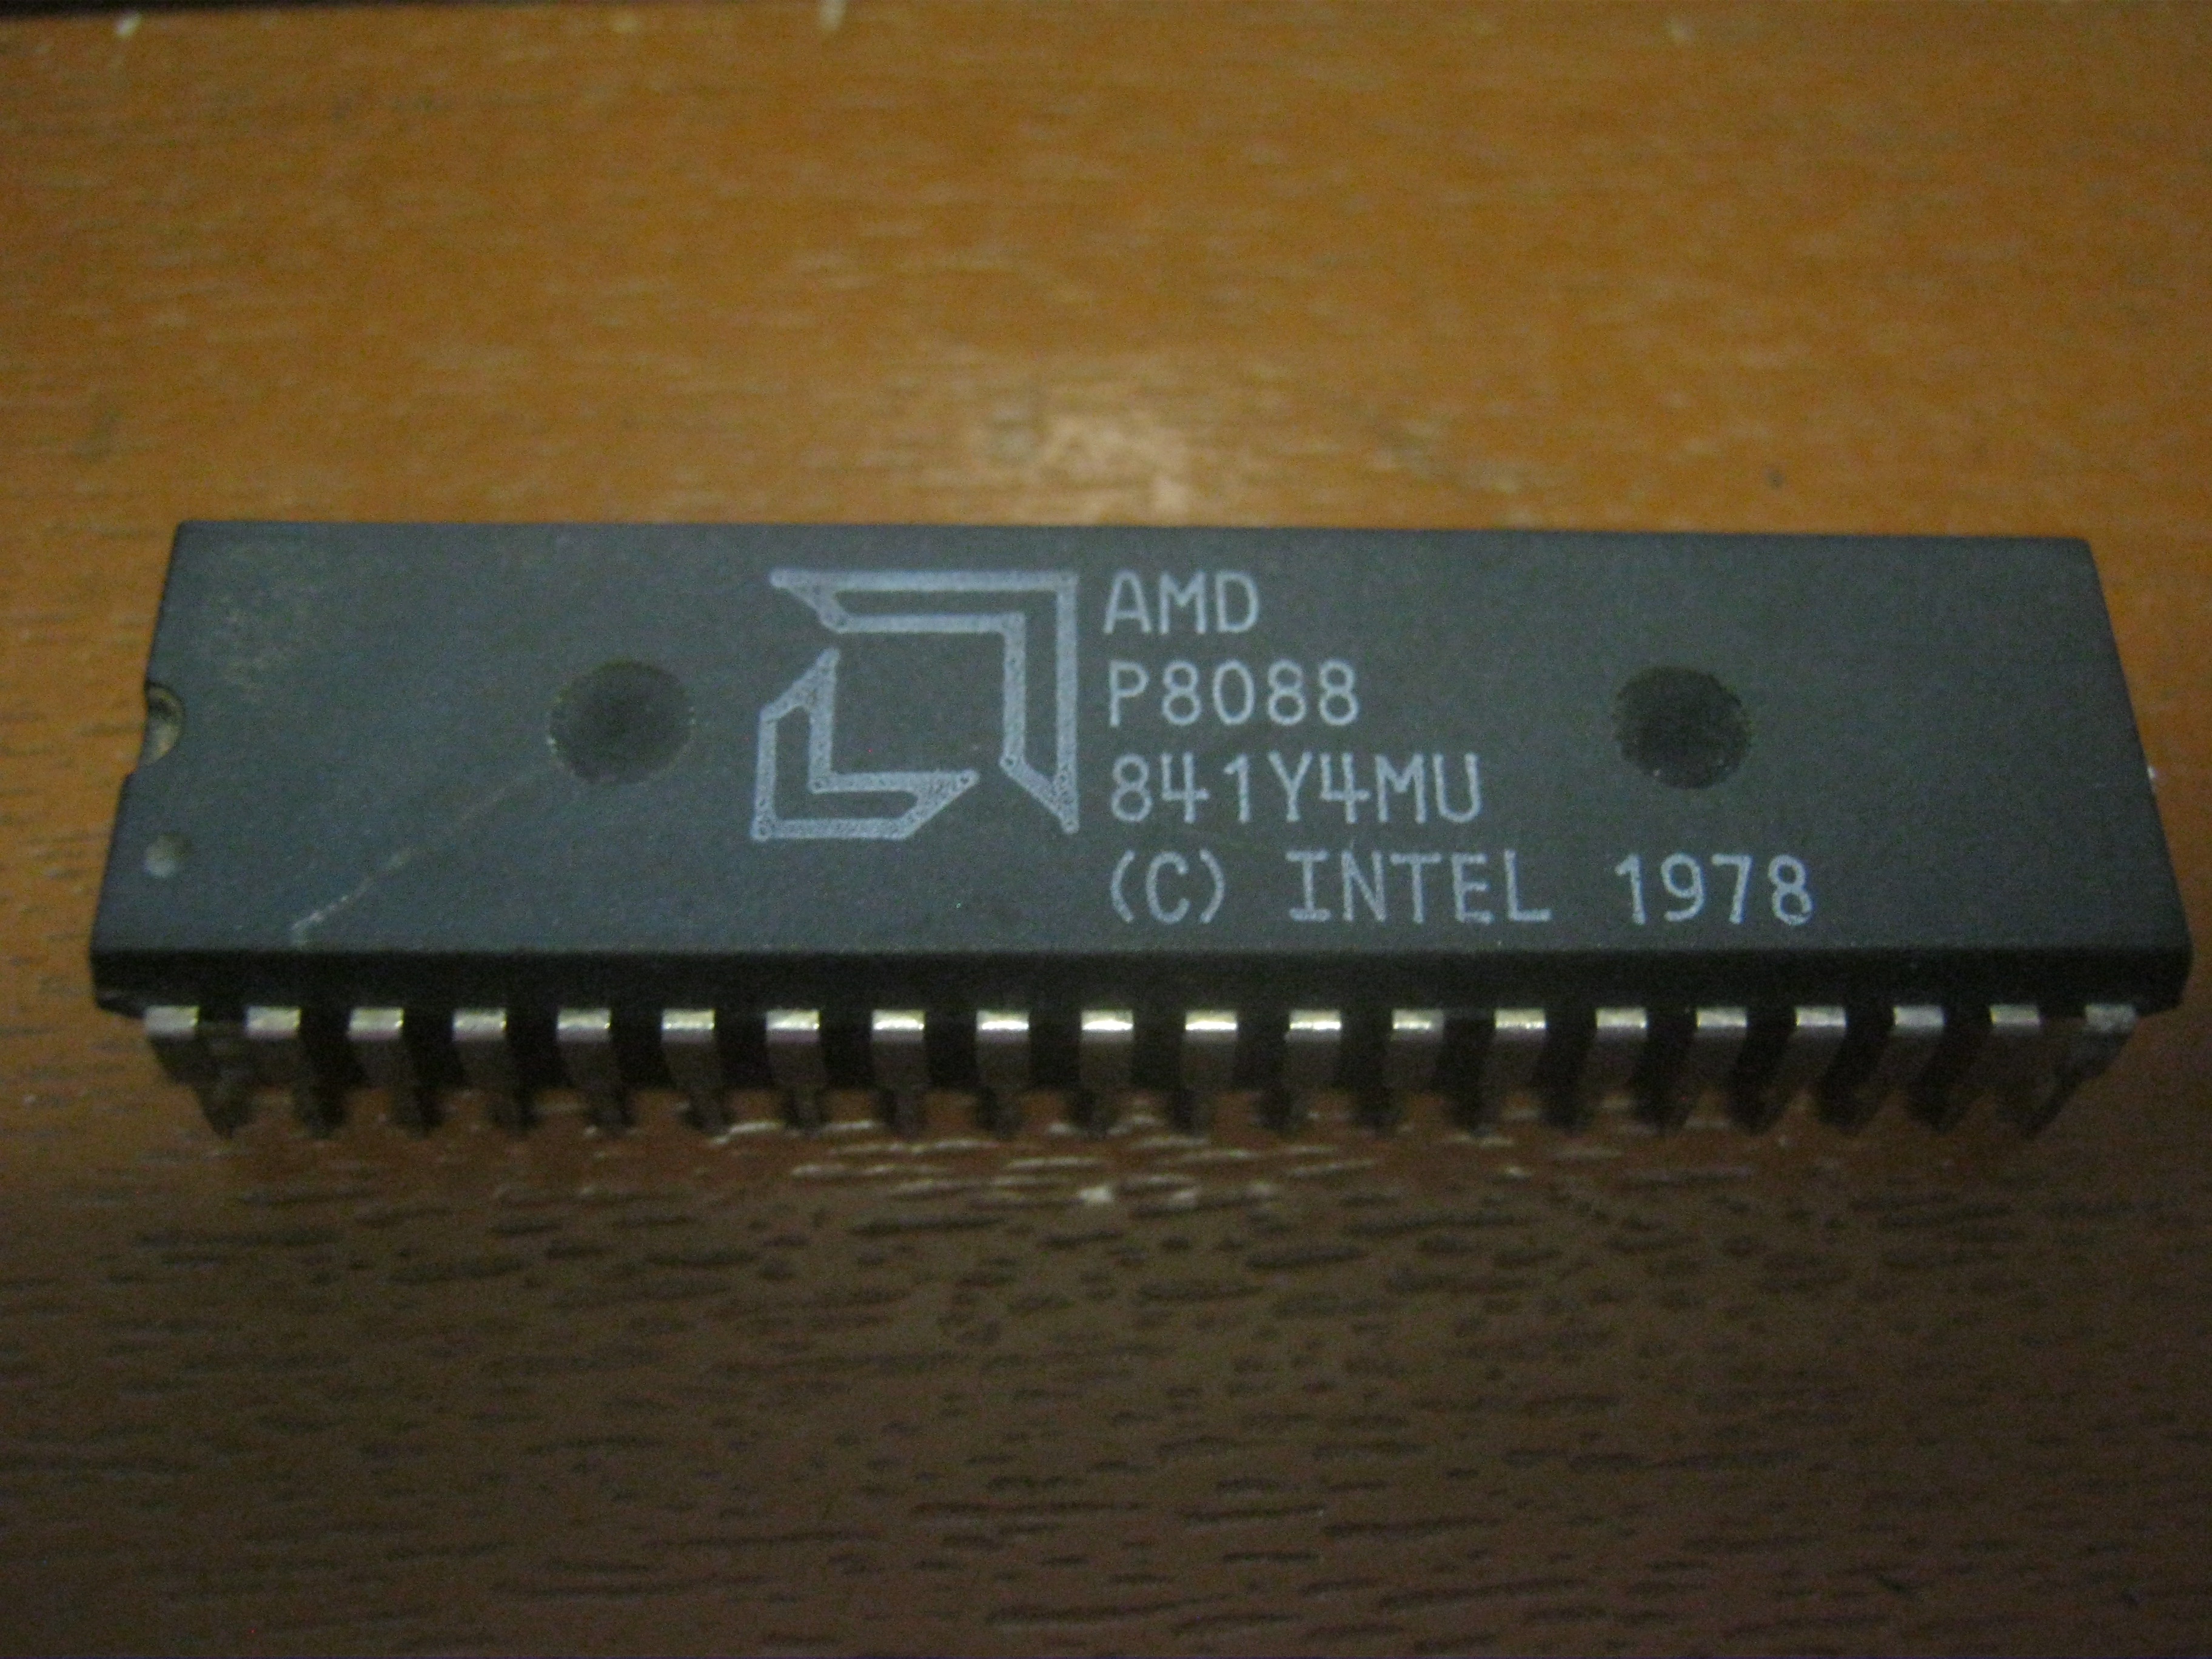 AMD
P8088
841Y4MU
(C) INTEL 1978